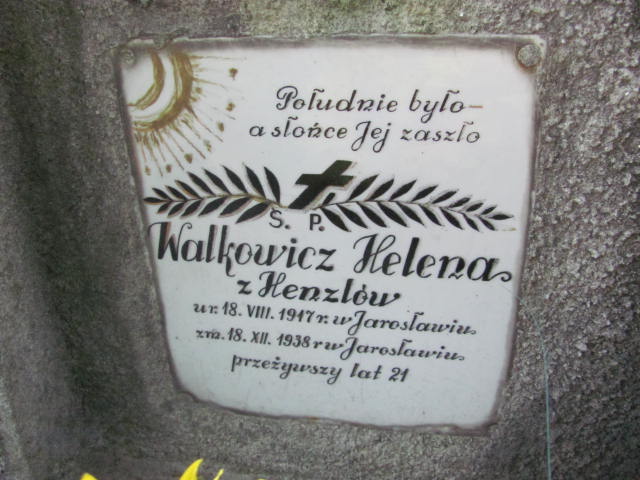 Południe było—
a słońce Jej zaszło
Ś. P.
Walkowicz Helena
z Henzlów
ur. 18. VIII. 1917 r. w Jarosławiu
zm. 18. XII. 1938 r w Jarosławiu
przeżywszy lat 21